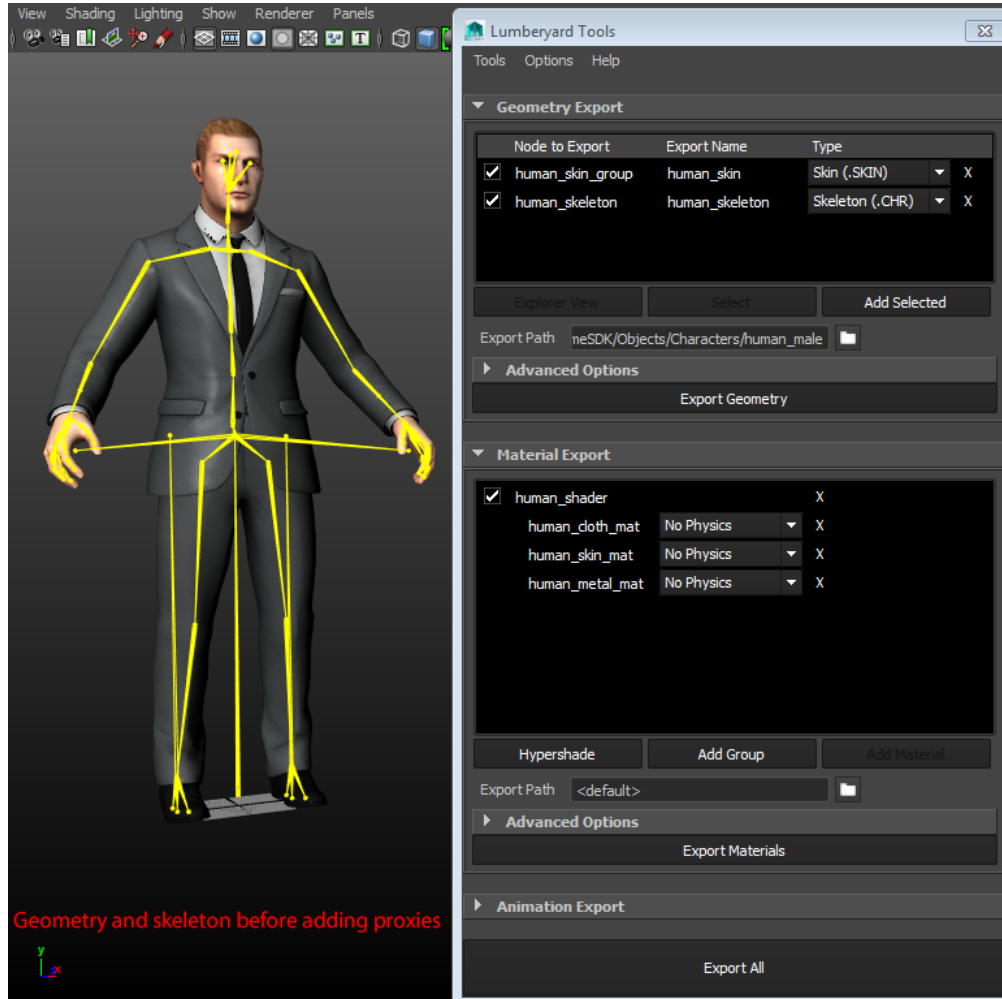 View Shading Lighting Show Renderer Panels
Lumberyard Tools
Tools Options Help
Geometry Export
Node to Export Export Name Type
human_skin_group human_skin Skin (.SKIN) X
human_skeleton human_skeleton Skeleton (.CHR) X
Explorer View Select Add Selected
Export Path neSDK/Objects/Characters/human_male
Advanced Options
Export Geometry
Material Export
human_shader X
human_cloth_mat No Physics X
human_skin_mat No Physics X
human_metal_mat No Physics X
Hypershade Add Group Add Material
Export Path <default>
Advanced Options
Export Materials
Animation Export
Export All
Geometry and skeleton before adding proxies
y
x